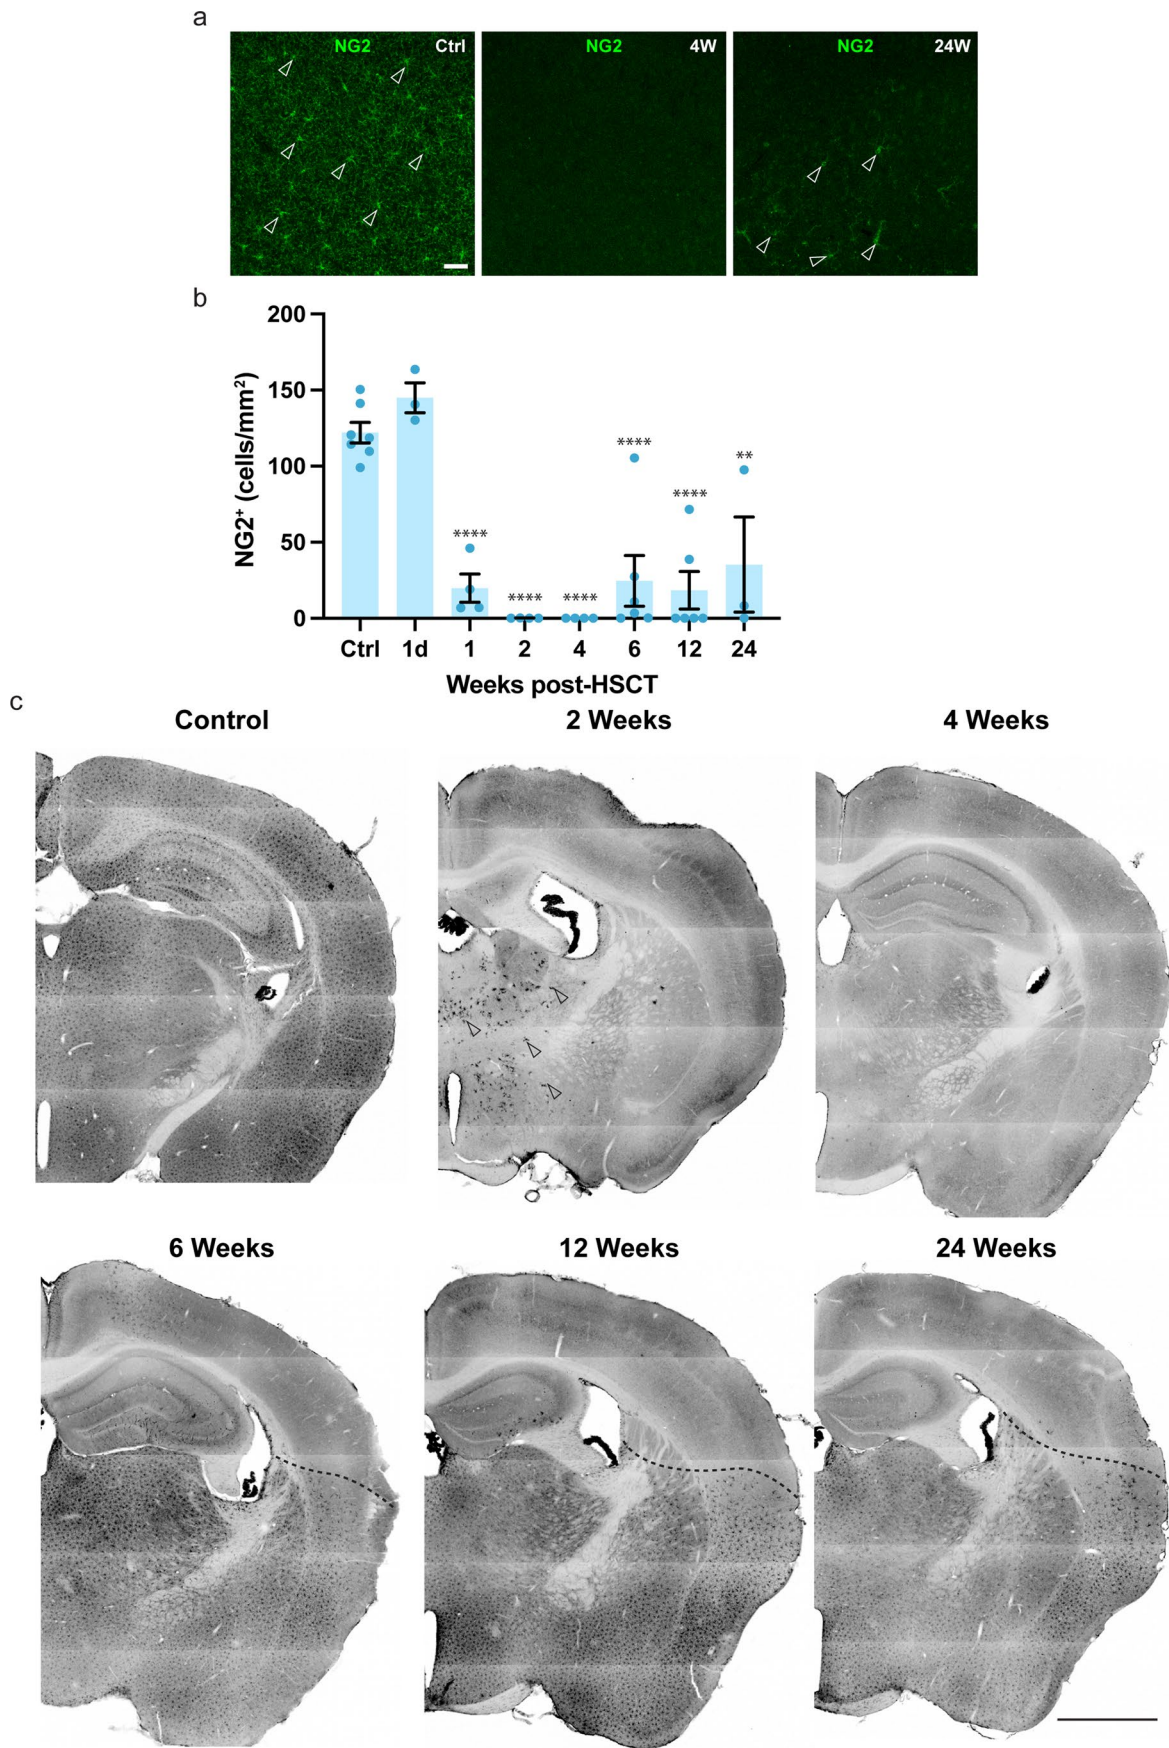 a
NG2 Ctrl NG2 4W NG2 24W
b
200
150
100
50
0
NG2⁺ (cells/mm²)
**** **** **** **** **** **
Ctrl 1d 1 2 4 6 12 24
Weeks post-HSCT
c
Control 2 Weeks 4 Weeks
6 Weeks 12 Weeks 24 Weeks